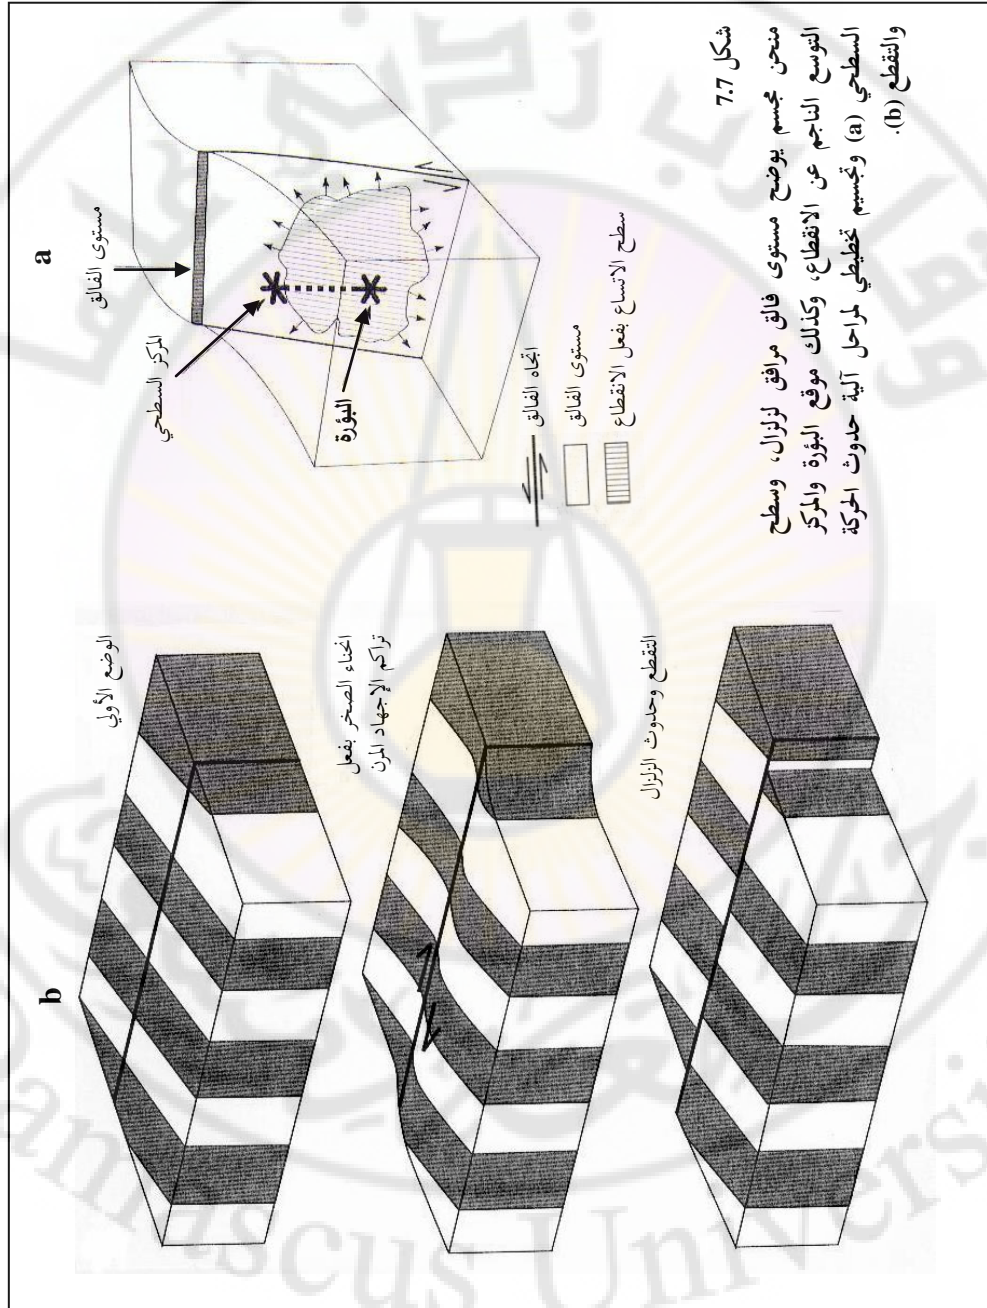 a
مستوى الفالق
المركز السطحي
البؤرة
اتجاه الفالق
مستوى الفالق
سطح الاتساع بفعل الانقطاع
شكل 7.7
منحن مجسم يوضح مستوى فالق مرافق لزلزال، وسطح
التوسع الناجم عن الانقطاع، وكذلك موقع البؤرة والمركز
السطحي (a) وتجسيم تخطيطي لمراحل آلية حدوث الحركة
والتقطع (b).
b
الوضع الأولي
انحناء الصخر بفعل
تراكم الإجهاد المرن
التقطع وحدوث الزلزال
Damascus Universi